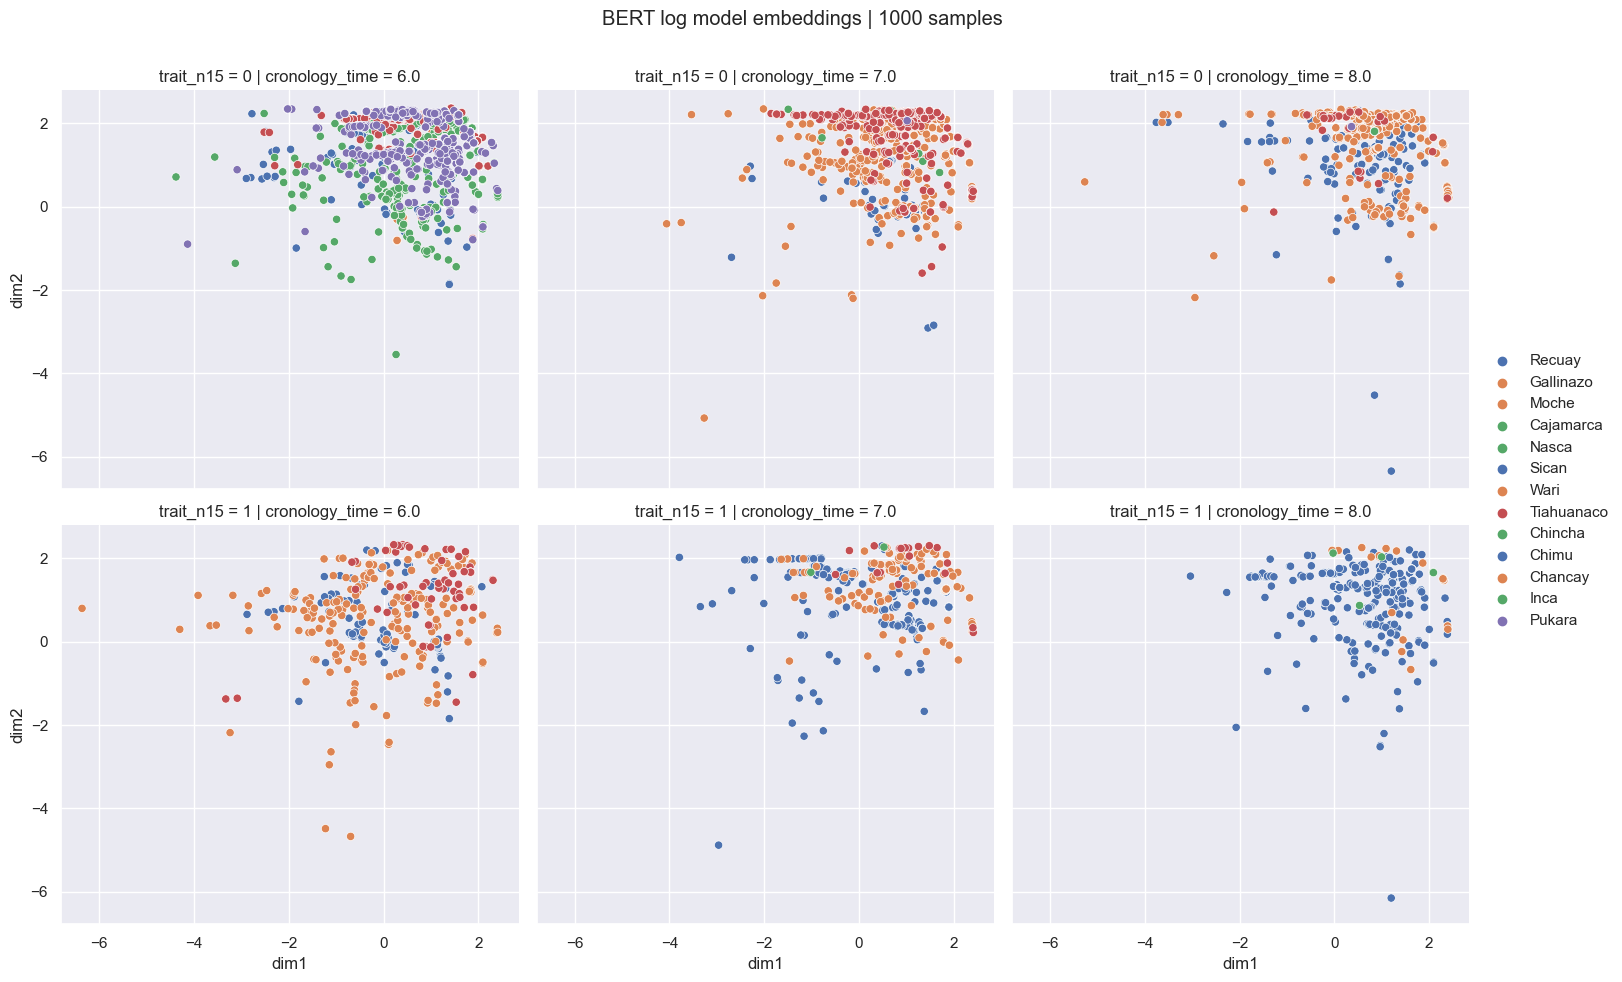 BERT log model embeddings | 1000 samples
trait_n15 = 0 | cronology_time = 6.0
trait_n15 = 0 | cronology_time = 7.0
trait_n15 = 0 | cronology_time = 8.0
2
0
−2
−4
−6
dim2
trait_n15 = 1 | cronology_time = 6.0
trait_n15 = 1 | cronology_time = 7.0
trait_n15 = 1 | cronology_time = 8.0
2
0
−2
−4
−6
dim2
−6 −4 −2 0 2
dim1
−6 −4 −2 0 2
dim1
−6 −4 −2 0 2
dim1
Recuay
Gallinazo
Moche
Cajamarca
Nasca
Sican
Wari
Tiahuanaco
Chincha
Chimu
Chancay
Inca
Pukara